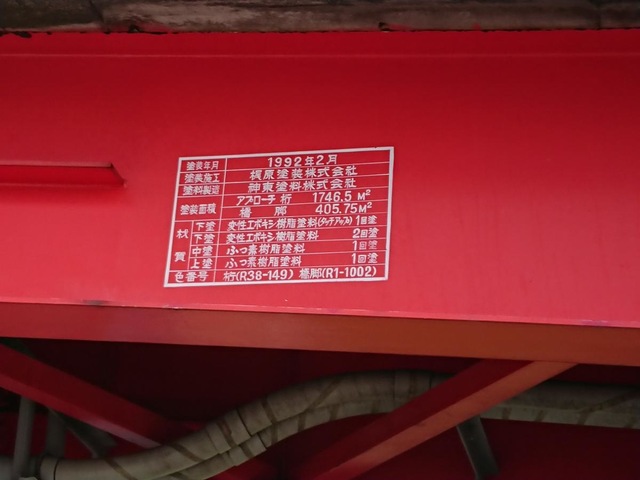 塗装年月 1992年2月
塗装施工 梶原塗装株式会社
塗料製造 神東塗料株式会社
塗装面積 アプローチ 桁 1746.5 M²
橋 脚 405.75M²
材質 下塗 変性エポキシ樹脂塗料(タッチアップ) 1回塗
下塗 変性エポキシ樹脂塗料 2回塗
中塗 ふっ素樹脂塗料 1回塗
上塗 ふっ素樹脂塗料 1回塗
色番号 桁(R38-149) 橋脚(R1-1002)